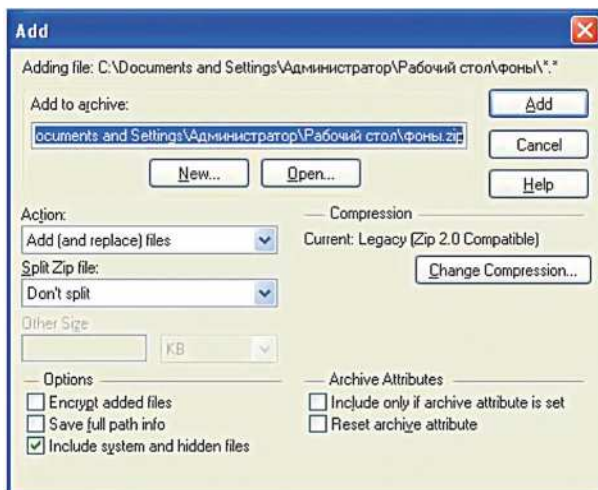 Add
Adding file: C:\Documents and Settings\Администратор\Рабочий стол\фоны\*.*
Add to archive:
ocuments and Settings\Администратор\Рабочий стол\фоны.zip
Add
Cancel
New...
Open...
Help
Action:
Compression
Add (and replace) files
Current: Legacy (Zip 2.0 Compatible)
Split Zip file:
Change Compression...
Don't split
Other Size
KB
Options
Archive Attributes
Encrypt added files
Include only if archive attribute is set
Save full path info
Reset archive attribute
Include system and hidden files